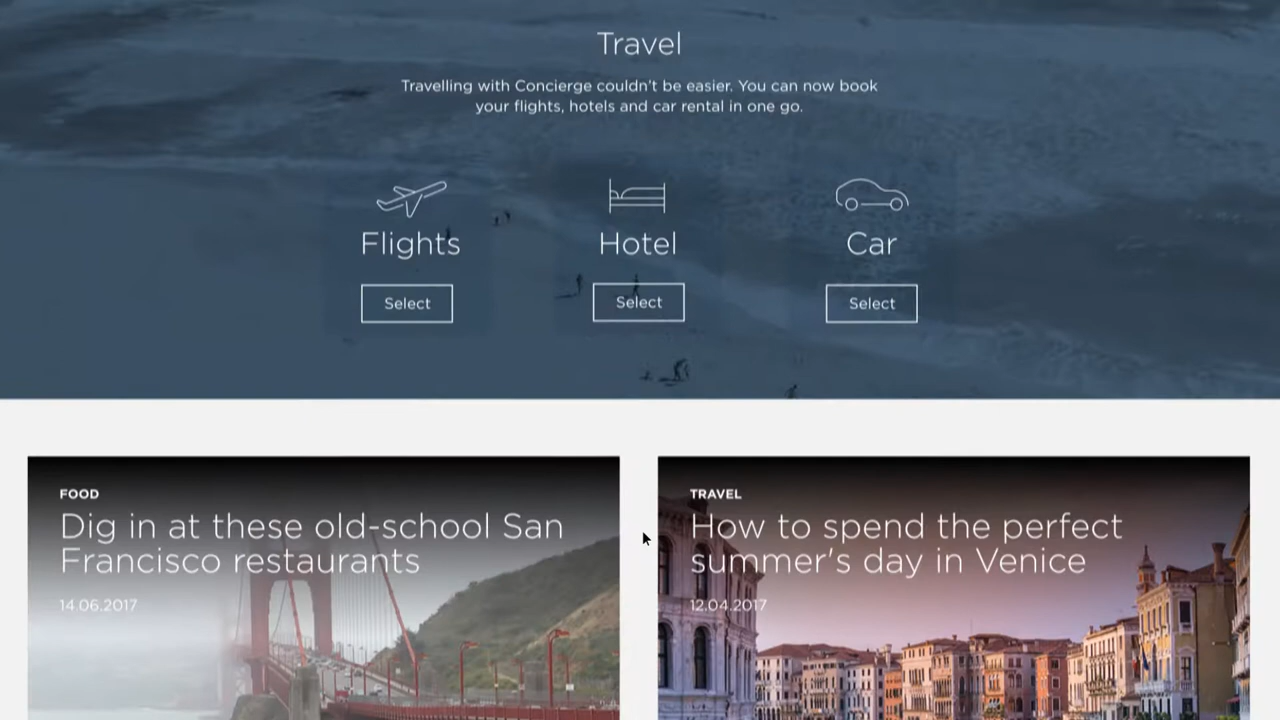 Travel
Travelling with Concierge couldn't be easier. You can now book
your flights, hotels and car rental in one go.
Flights
Hotel
Car
Select
Select
Select
FOOD
Dig in at these old-school San
Francisco restaurants
14.06.2017
TRAVEL
How to spend the perfect
summer's day in Venice
12.04.2017